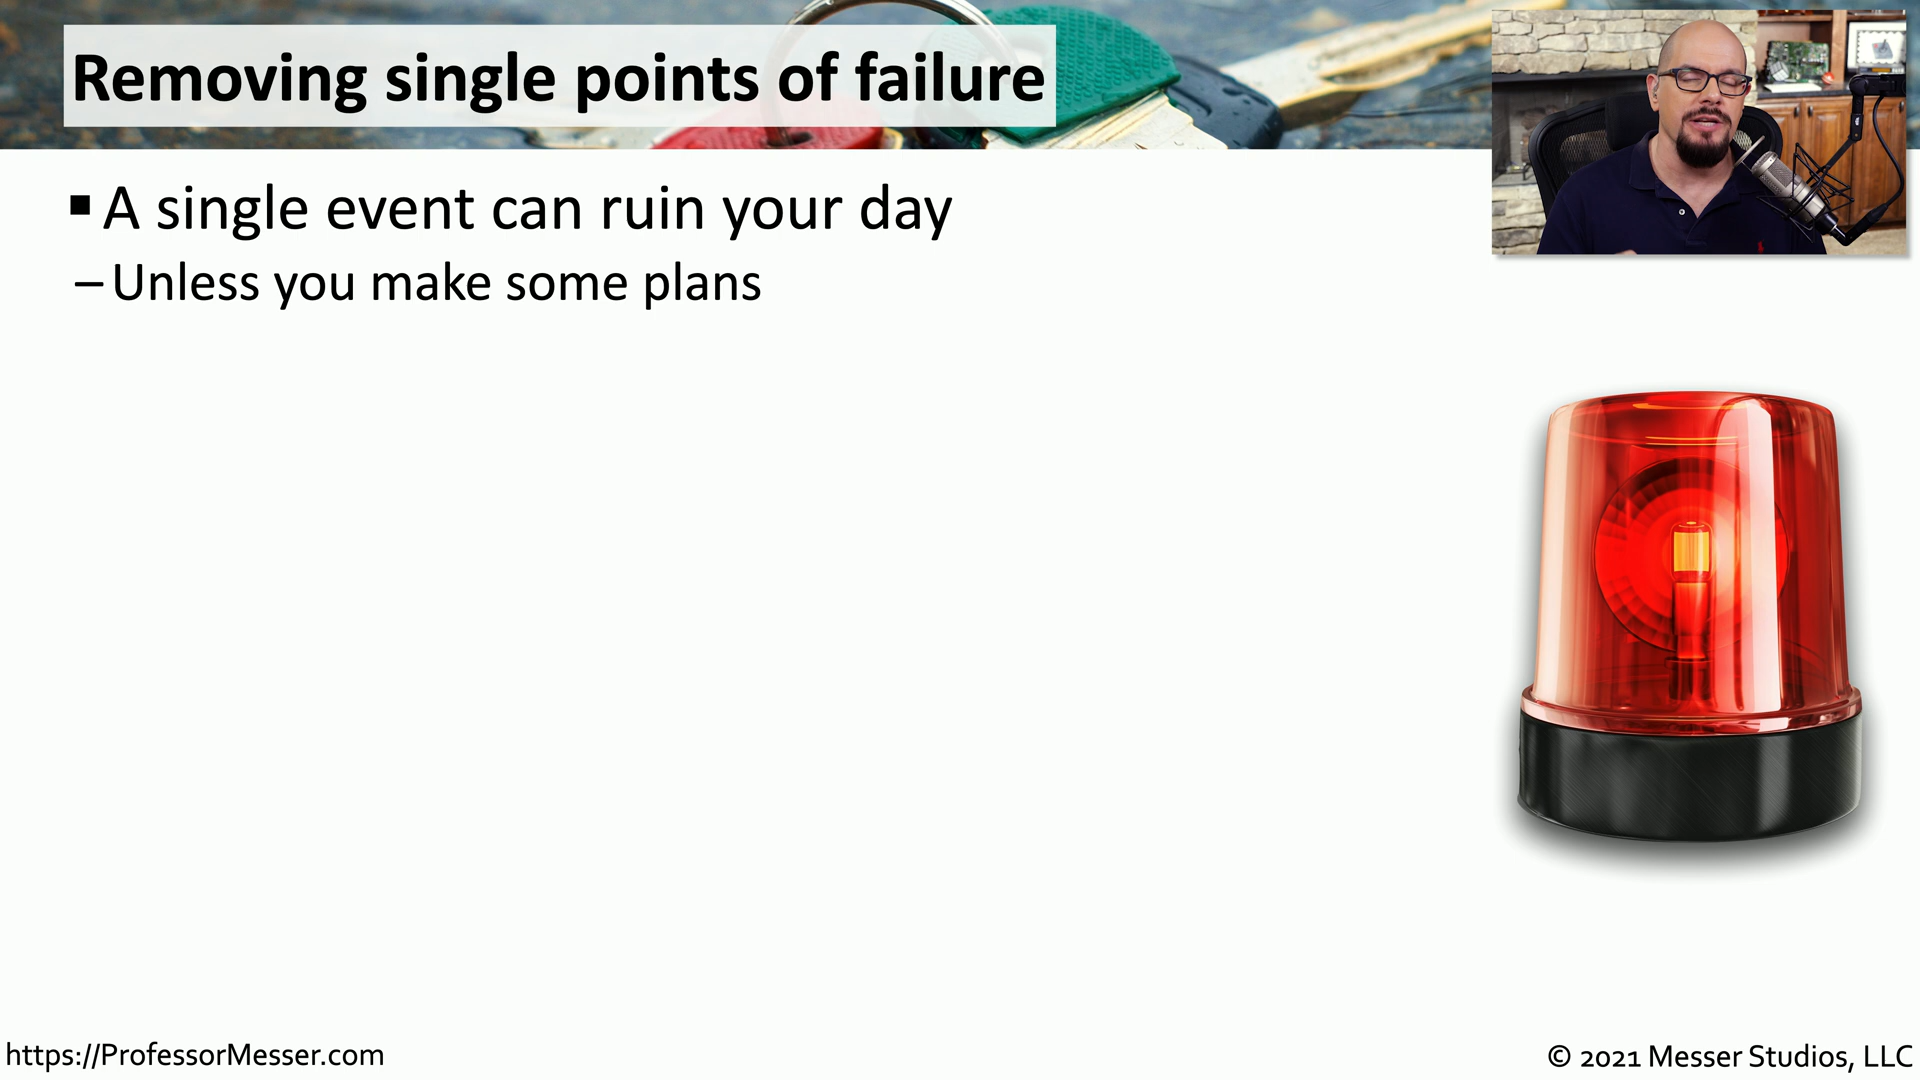 Removing single points of failure
▪ A single event can ruin your day
– Unless you make some plans
https://ProfessorMesser.com
© 2021 Messer Studios, LLC